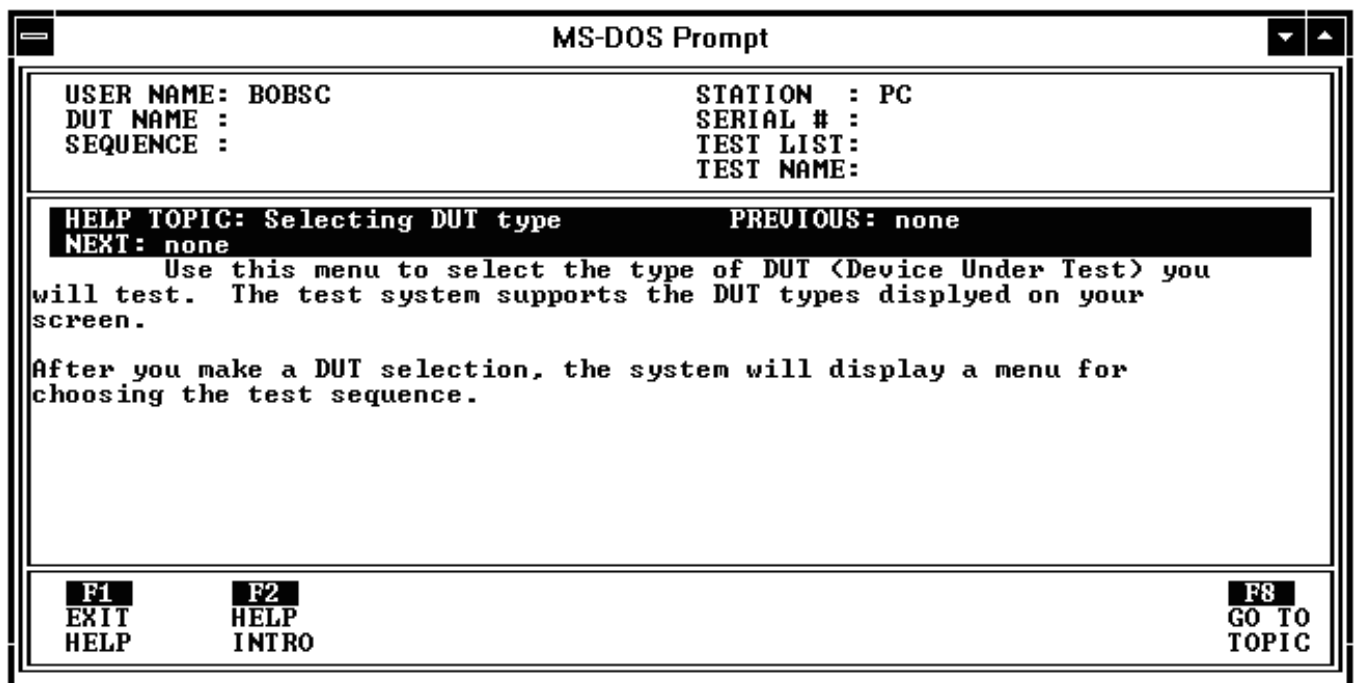 MS-DOS Prompt
USER NAME: BOBSC STATION : PC
DUT NAME : SERIAL # :
SEQUENCE : TEST LIST:
TEST NAME:
HELP TOPIC: Selecting DUT type PREVIOUS: none
NEXT: none
Use this menu to select the type of DUT (Device Under Test) you
will test. The test system supports the DUT types displyed on your
screen.
After you make a DUT selection, the system will display a menu for
choosing the test sequence.
F1 F2 F8
EXIT HELP GO TO
HELP INTRO TOPIC